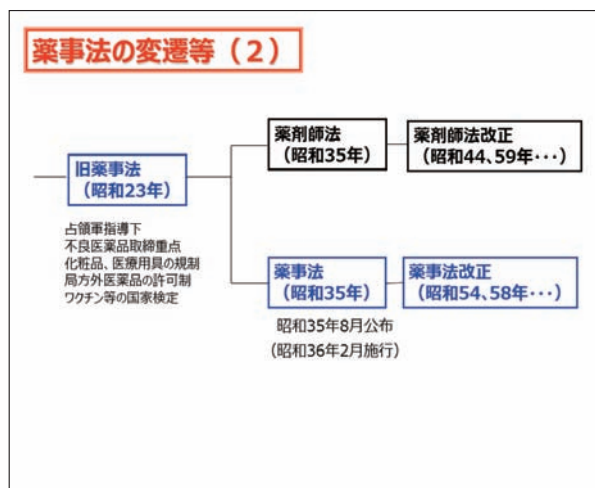 薬事法の変遷等（２）
薬剤師法
（昭和35年）
薬剤師法改正
（昭和44、59年･･･）
旧薬事法
（昭和23年）
占領軍指導下
不良医薬品取締重点
化粧品、医療用具の規制
局方外医薬品の許可制
ワクチン等の国家検定
薬事法
（昭和35年）
薬事法改正
（昭和54、58年･･･）
昭和35年8月公布
（昭和36年2月施行）